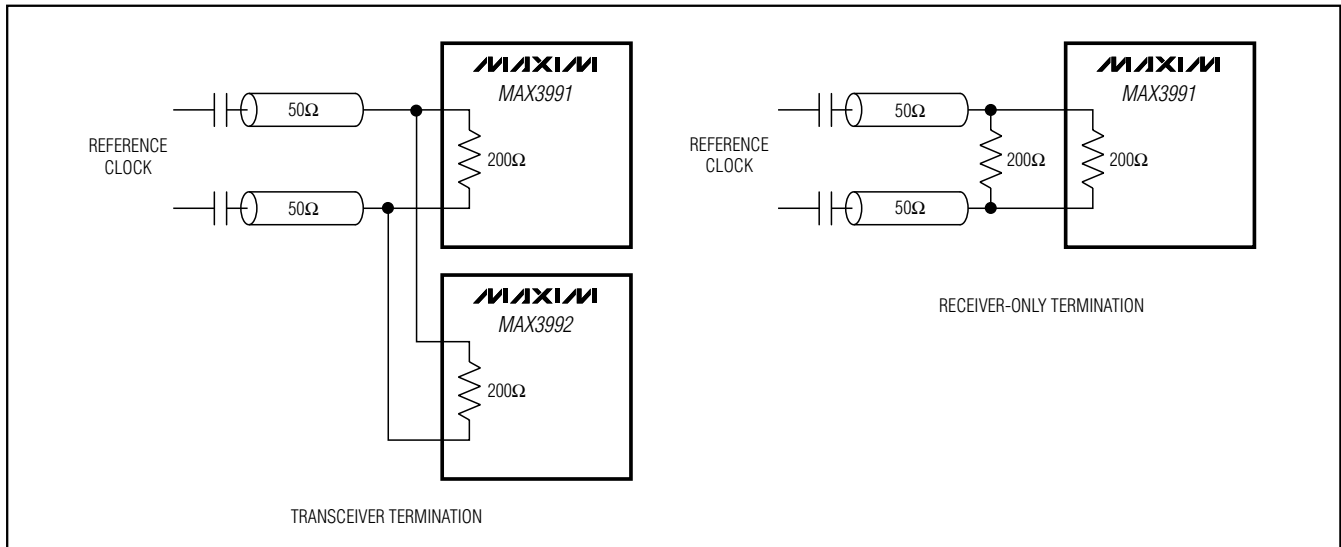 MAXIM
MAX3991
50Ω
200Ω
REFERENCE
CLOCK
50Ω
MAXIM
MAX3992
200Ω
TRANSCEIVER TERMINATION
MAXIM
MAX3991
50Ω
200Ω
200Ω
REFERENCE
CLOCK
50Ω
RECEIVER-ONLY TERMINATION